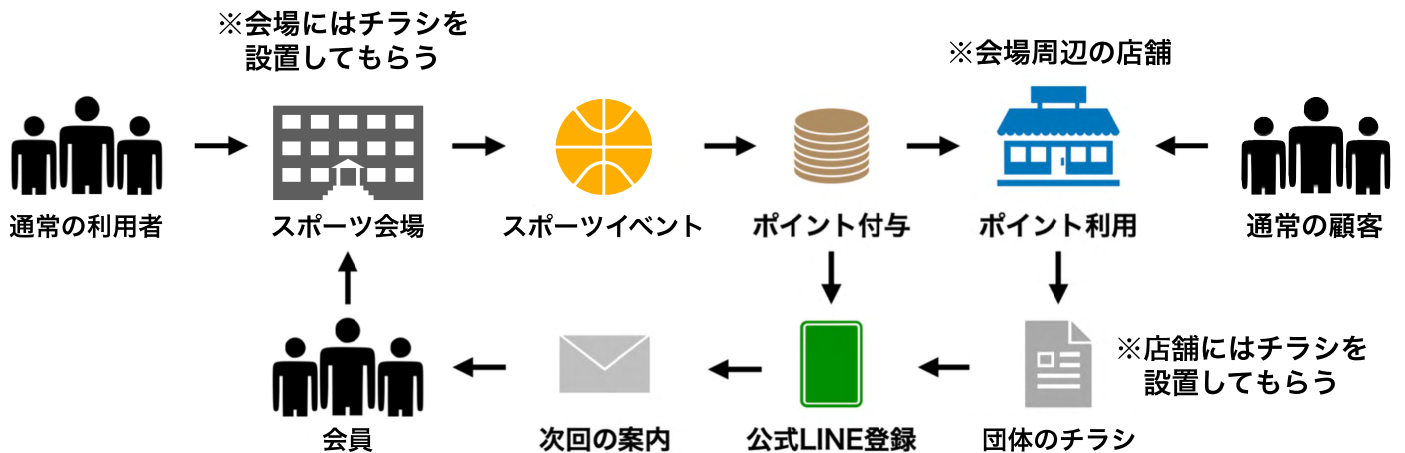 ※会場にはチラシを
設置してもらう
※会場周辺の店舗
通常の利用者
スポーツ会場
スポーツイベント
ポイント付与
ポイント利用
通常の顧客
※店舗にはチラシを
設置してもらう
会員
次回の案内
公式LINE登録
団体のチラシ